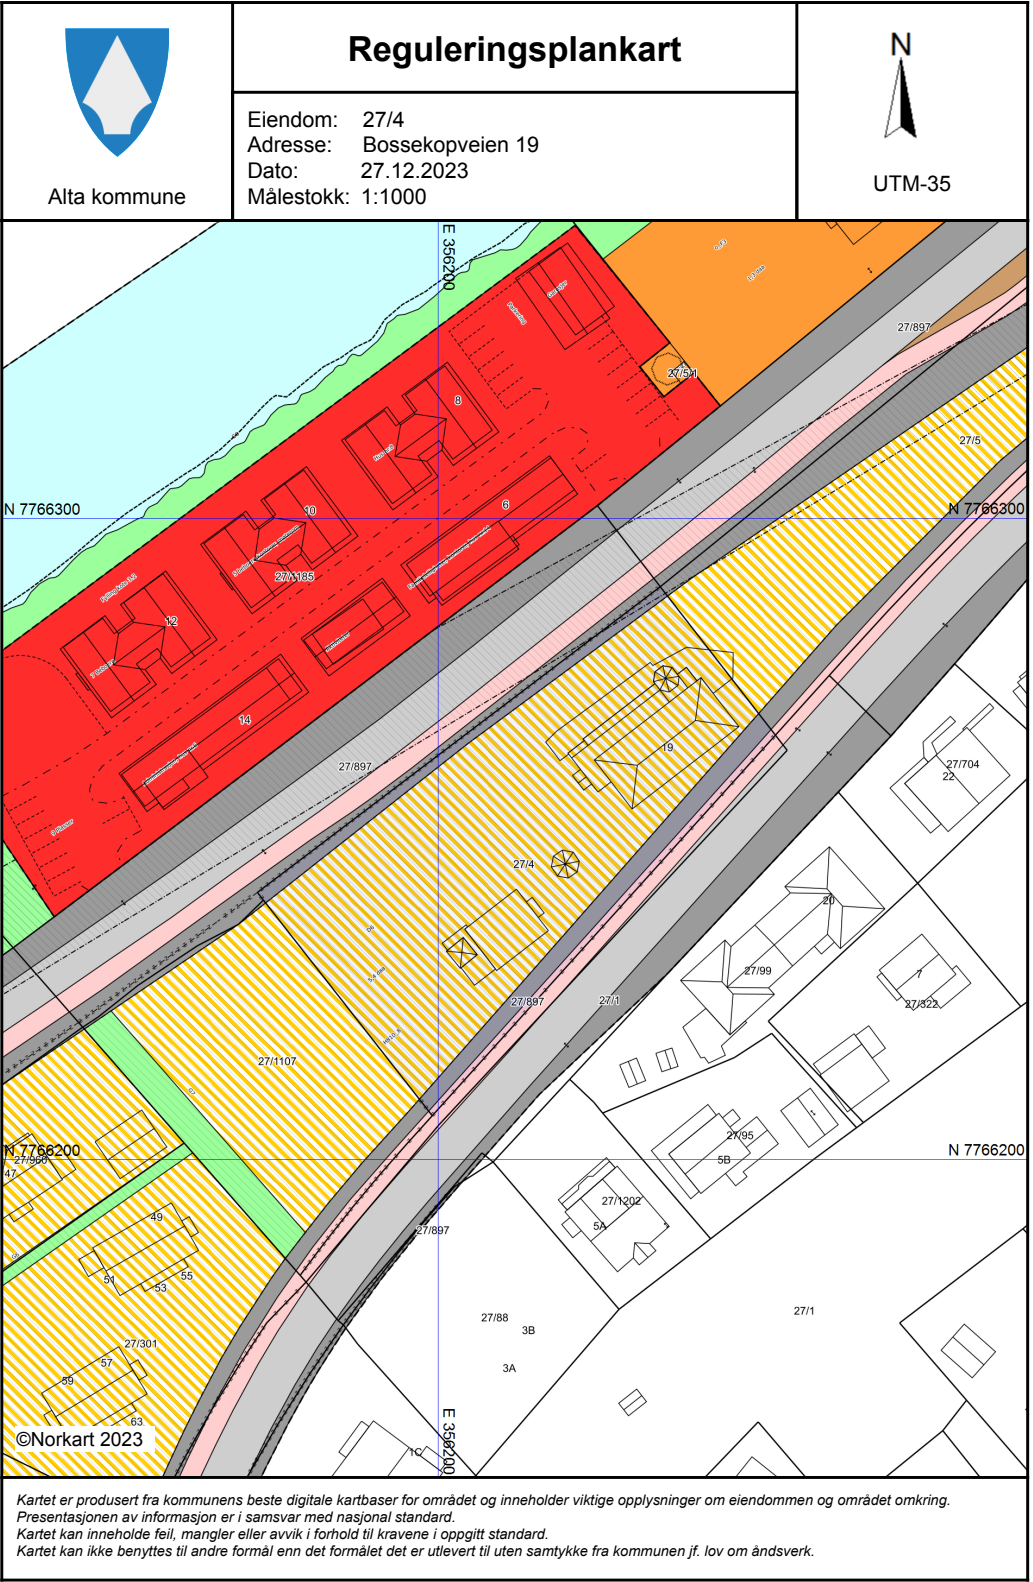 Reguleringsplankart
Eiendom: 27/4
Adresse: Bossekopveien 19
Dato: 27.12.2023
Målestokk: 1:1000
Alta kommune
N
UTM-35
E 356200
Garasjer
Parkering
27/897
27/5/1
8
27/5
N 7766300
N 7766300
10
6
27/1185
12
14
19
27/897
27/704
22
9 Plasser
27/4
20
27/99
7
27/322
27/897
27/1
27/1107
N 7766200
N 7766200
27/966
47
27/95
5B
27/1202
5A
49
27/897
51
53
55
27/88
3B
27/1
27/301
57
3A
59
63
1C
E 356200
©Norkart 2023
Kartet er produsert fra kommunens beste digitale kartbaser for området og inneholder viktige opplysninger om eiendommen og området omkring.
Presentasjonen av informasjon er i samsvar med nasjonal standard.
Kartet kan inneholde feil, mangler eller avvik i forhold til kravene i oppgitt standard.
Kartet kan ikke benyttes til andre formål enn det formålet det er utlevert til uten samtykke fra kommunen jf. lov om åndsverk.